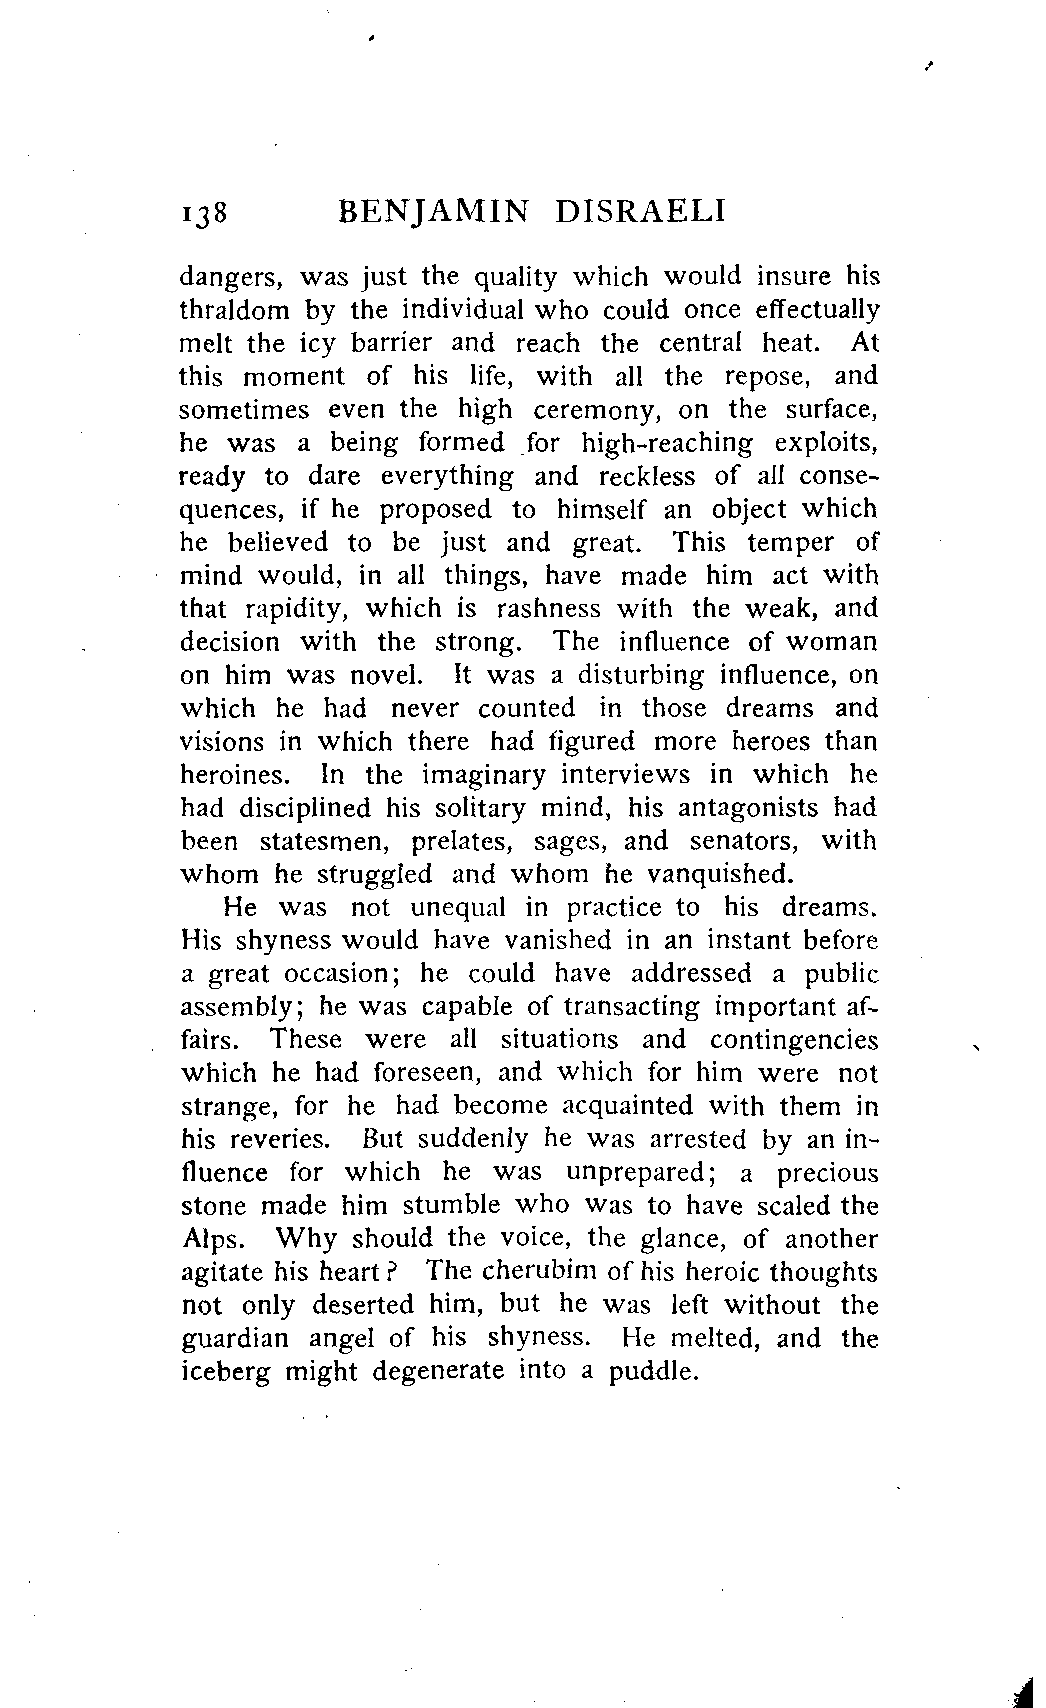 138 BENJAMIN DISRAELI
dangers, was just the quality which would insure his
thraldom by the individual who could once effectually
melt the icy barrier and reach the central heat. At
this moment of his life, with all the repose, and
sometimes even the high ceremony, on the surface,
he was a being formed for high-reaching exploits,
ready to dare everything and reckless of all conse-
quences, if he proposed to himself an object which
he believed to be just and great. This temper of
mind would, in all things, have made him act with
that rapidity, which is rashness with the weak, and
decision with the strong. The influence of woman
on him was novel. It was a disturbing influence, on
which he had never counted in those dreams and
visions in which there had figured more heroes than
heroines. In the imaginary interviews in which he
had disciplined his solitary mind, his antagonists had
been statesmen, prelates, sages, and senators, with
whom he struggled and whom he vanquished.
He was not unequal in practice to his dreams.
His shyness would have vanished in an instant before
a great occasion; he could have addressed a public
assembly; he was capable of transacting important af-
fairs. These were all situations and contingencies
which he had foreseen, and which for him were not
strange, for he had become acquainted with them in
his reveries. But suddenly he was arrested by an in-
fluence for which he was unprepared; a precious
stone made him stumble who was to have scaled the
Alps. Why should the voice, the glance, of another
agitate his heart? The cherubim of his heroic thoughts
not only deserted him, but he was left without the
guardian angel of his shyness. He melted, and the
iceberg might degenerate into a puddle.